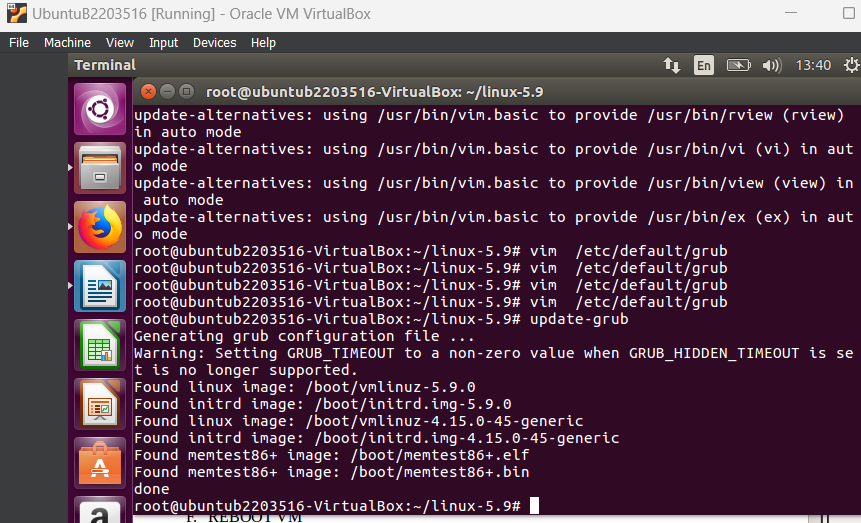 UbuntuB2203516 [Running] - Oracle VM VirtualBox
File Machine View Input Devices Help
Terminal En 13:40
root@ubuntub2203516-VirtualBox: ~/linux-5.9
update-alternatives: using /usr/bin/vim.basic to provide /usr/bin/rview (rview)
in auto mode
update-alternatives: using /usr/bin/vim.basic to provide /usr/bin/vi (vi) in aut
o mode
update-alternatives: using /usr/bin/vim.basic to provide /usr/bin/view (view) in
 auto mode
update-alternatives: using /usr/bin/vim.basic to provide /usr/bin/ex (ex) in aut
o mode
root@ubuntub2203516-VirtualBox:~/linux-5.9# vim  /etc/default/grub
root@ubuntub2203516-VirtualBox:~/linux-5.9# vim  /etc/default/grub
root@ubuntub2203516-VirtualBox:~/linux-5.9# vim  /etc/default/grub
root@ubuntub2203516-VirtualBox:~/linux-5.9# vim  /etc/default/grub
root@ubuntub2203516-VirtualBox:~/linux-5.9# update-grub
Generating grub configuration file ...
Warning: Setting GRUB_TIMEOUT to a non-zero value when GRUB_HIDDEN_TIMEOUT is se
t is no longer supported.
Found linux image: /boot/vmlinuz-5.9.0
Found initrd image: /boot/initrd.img-5.9.0
Found linux image: /boot/vmlinuz-4.15.0-45-generic
Found initrd image: /boot/initrd.img-4.15.0-45-generic
Found memtest86+ image: /boot/memtest86+.elf
Found memtest86+ image: /boot/memtest86+.bin
done
root@ubuntub2203516-VirtualBox:~/linux-5.9#
F. REBOOT VM